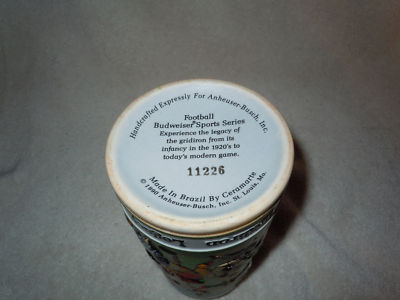 Handcrafted Expressly For Anheuser-Busch, Inc.
Football
Budweiser® Sports Series
Experience the legacy of
the gridiron from its
infancy in the 1920's to
today's modern game.
11226
Made In Brazil By Ceramarte
© 1990 Anheuser-Busch, Inc. St. Louis, Mo.